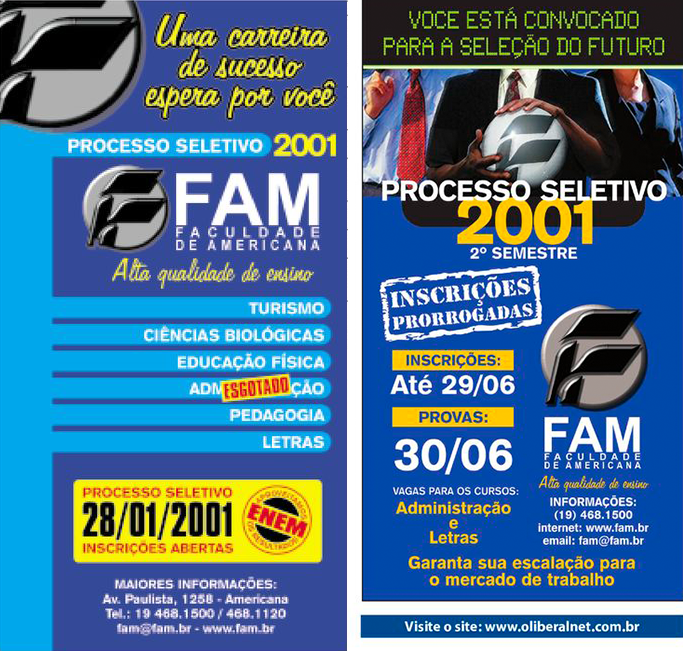 Uma carreira
de sucesso
espera por você
PROCESSO SELETIVO 2001
FAM
FACULDADE
DE AMERICANA
Alta qualidade de ensino
TURISMO
CIÊNCIAS BIOLÓGICAS
EDUCAÇÃO FÍSICA
ADM ESGOTADO ÇÃO
PEDAGOGIA
LETRAS
PROCESSO SELETIVO
28/01/2001
INSCRIÇÕES ABERTAS
APROVEITAMOS
ENEM
OS RESULTADOS
MAIORES INFORMAÇÕES:
Av. Paulista, 1258 - Americana
Tel.: 19 468.1500 / 468.1120
fam@fam.br - www.fam.br
VOCE ESTÁ CONVOCADO
PARA A SELEÇÃO DO FUTURO
PROCESSO SELETIVO
2001
2º SEMESTRE
INSCRIÇÕES
PRORROGADAS
INSCRIÇÕES:
Até 29/06
PROVAS:
30/06
VAGAS PARA OS CURSOS:
Administração
e
Letras
FAM
FACULDADE
DE AMERICANA
Alta qualidade de ensino
INFORMAÇÕES:
(19) 468.1500
internet: www.fam.br
email: fam@fam.br
Garanta sua escalação para
o mercado de trabalho
Visite o site: www.oliberalnet.com.br